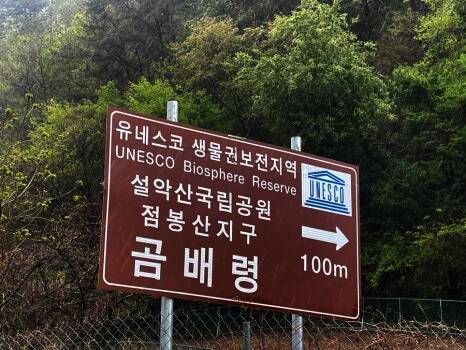 유네스코 생물권보전지역
UNESCO Biosphere Reserve
UNESCO
설악산국립공원
점봉산지구
곰배령
100m